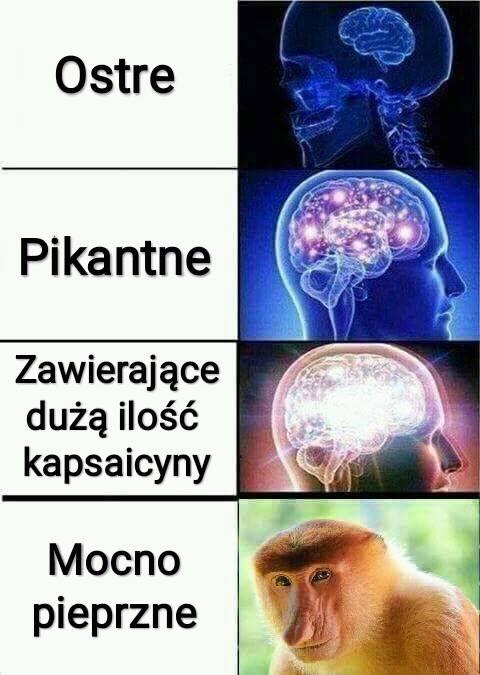 Ostre
Pikantne
Zawierające
dużą ilość
kapsaicyny
Mocno
pieprzne